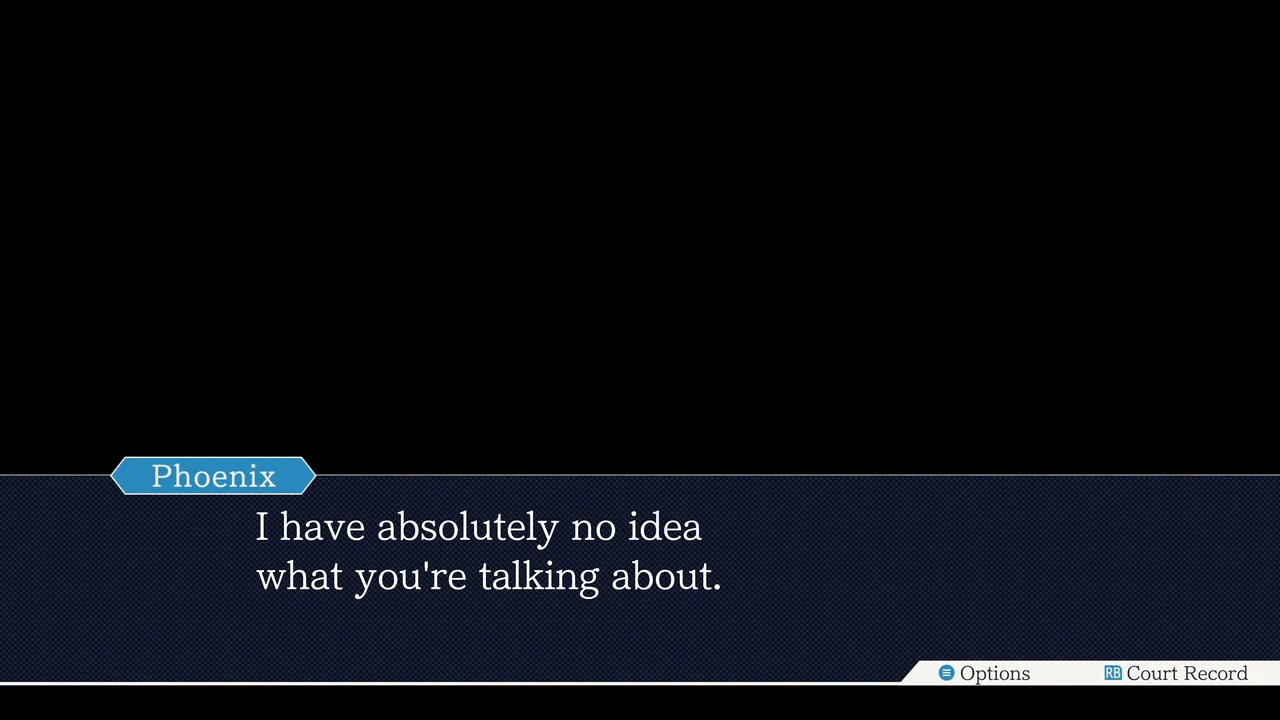 Phoenix
I have absolutely no idea
what you're talking about.
Options
RB Court Record